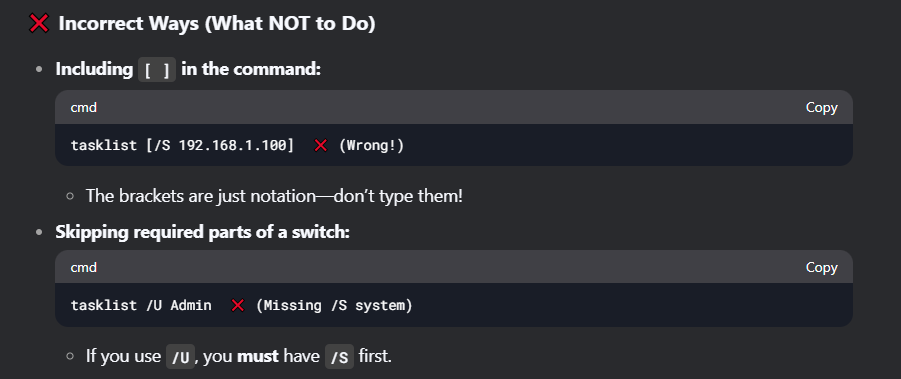 ❌ Incorrect Ways (What NOT to Do)
• Including [ ] in the command:
cmd Copy
tasklist [/S 192.168.1.100] ❌ (Wrong!)
◦ The brackets are just notation—don’t type them!
• Skipping required parts of a switch:
cmd Copy
tasklist /U Admin ❌ (Missing /S system)
◦ If you use /U, you must have /S first.